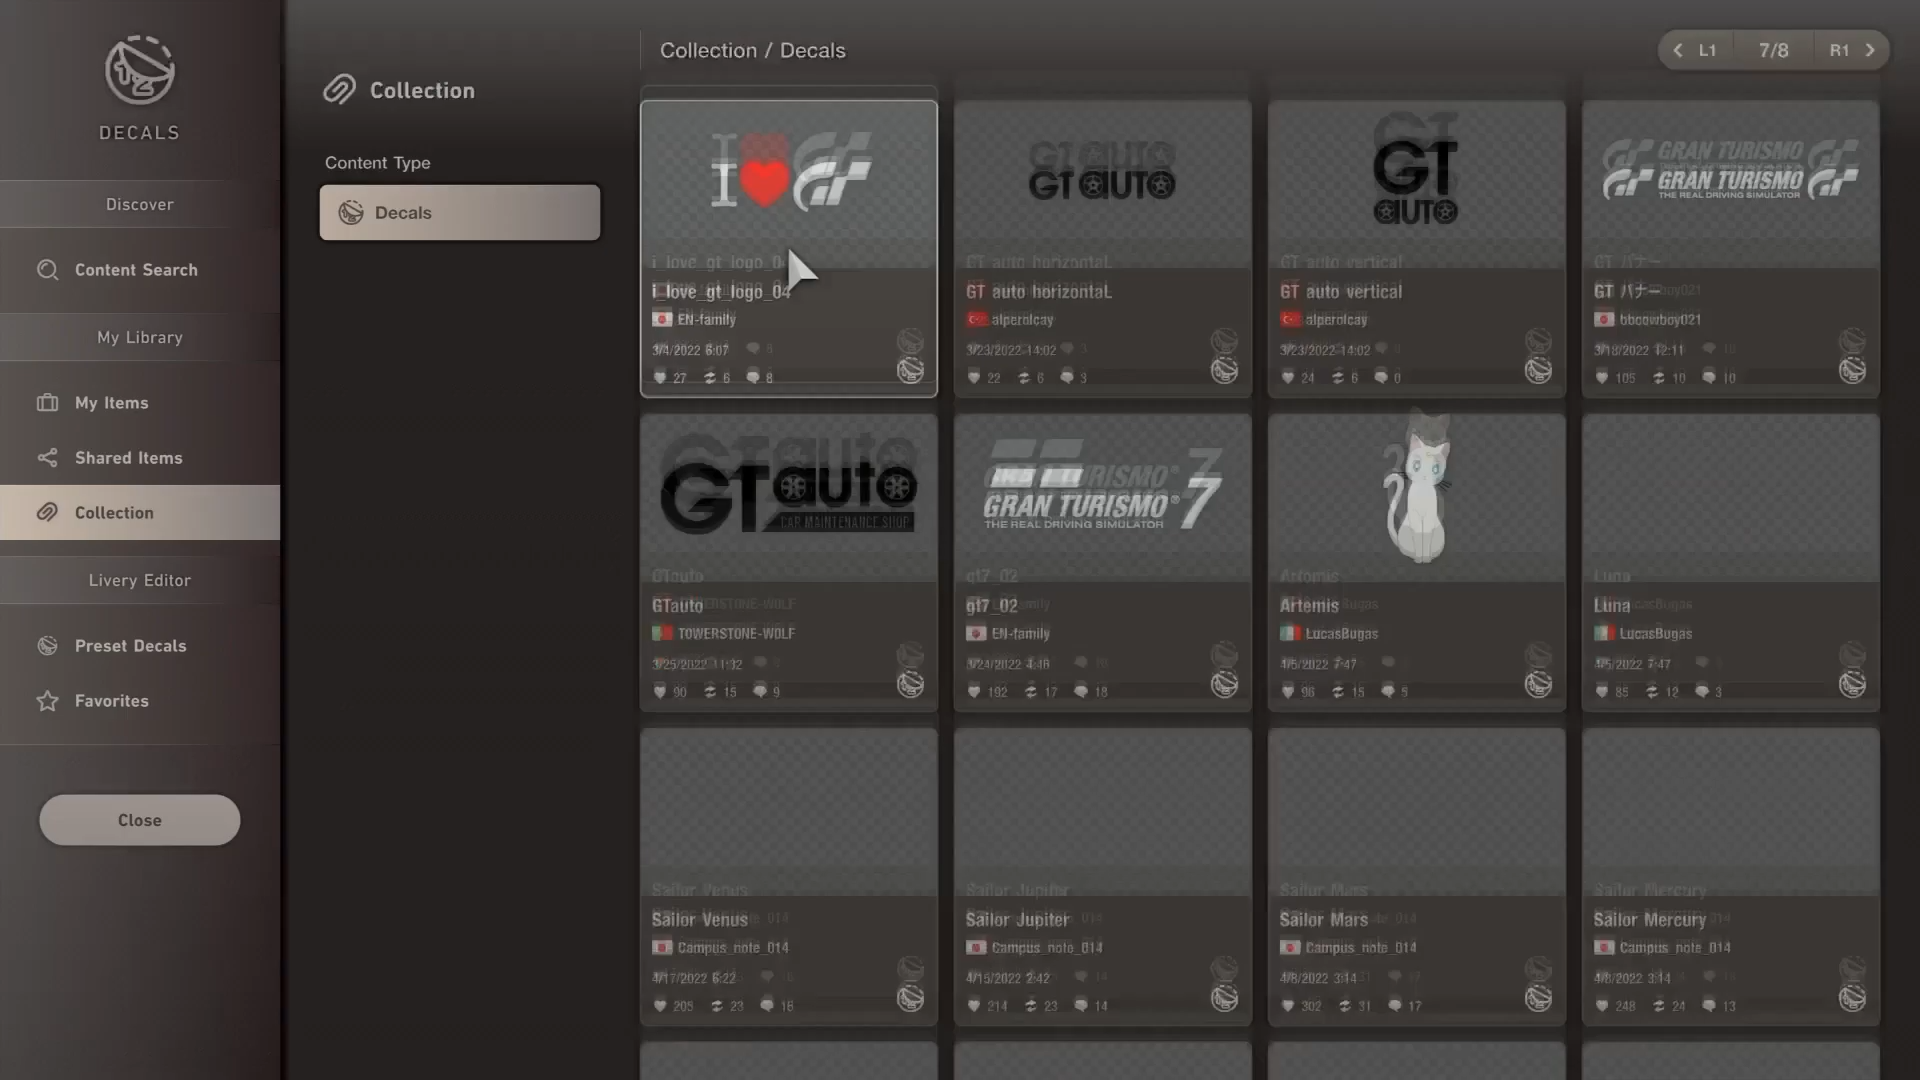 DECALS
Discover
Content Search
My Library
My Items
Shared Items
Collection
Livery Editor
Preset Decals
Favorites
Close
Collection
Content Type
Decals
Collection / Decals
L1
7/8
R1
I
i_love_gt_logo_04
EN-family
3/4/2022 6:07
27 6 8
GT auto
GT auto horizontaL
alperolcay
3/23/2022 14:02
22 6 3
GT
auto
GT auto vertical
alperolcay
3/23/2022 14:02
24 6 0
GRAN TURISMO
THE REAL DRIVING SIMULATOR
GT バナー
bbcowboy021
3/18/2022 12:11
105 10 10
GT auto
CAR MAINTENANCE SHOP
GTauto
TOWERSTONE-WOLF
3/25/2022 11:32
90 15 9
GRAN TURISMO® 7
THE REAL DRIVING SIMULATOR
gt7_02
EN-family
3/24/2022 4:46
192 17 18
Artemis
LucasBugas
4/5/2022 7:47
96 15 5
Luna
LucasBugas
4/5/2022 7:47
85 12 3
Sailor Venus
Campus_note_014
4/17/2022 6:22
205 23 16
Sailor Jupiter
Campus_note_014
4/15/2022 2:42
214 23 14
Sailor Mars
Campus_note_014
4/8/2022 3:14
302 31 17
Sailor Mercury
Campus_note_014
4/8/2022 3:14
248 24 13